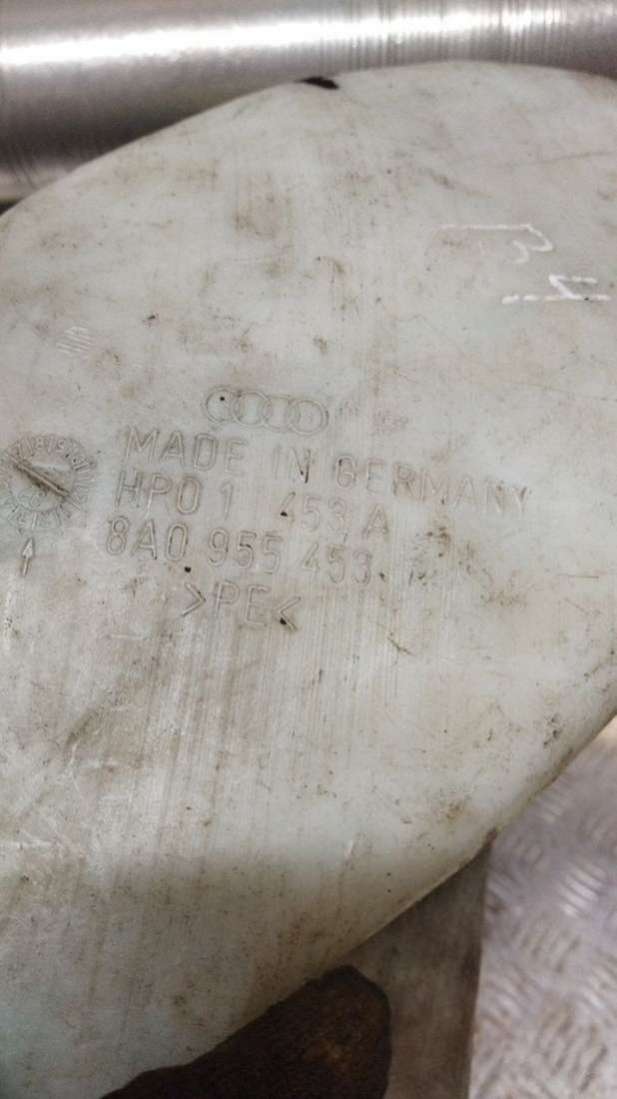 MADE IN GERMANY
HP0 1 453 A
8A0 955 453
>PE<